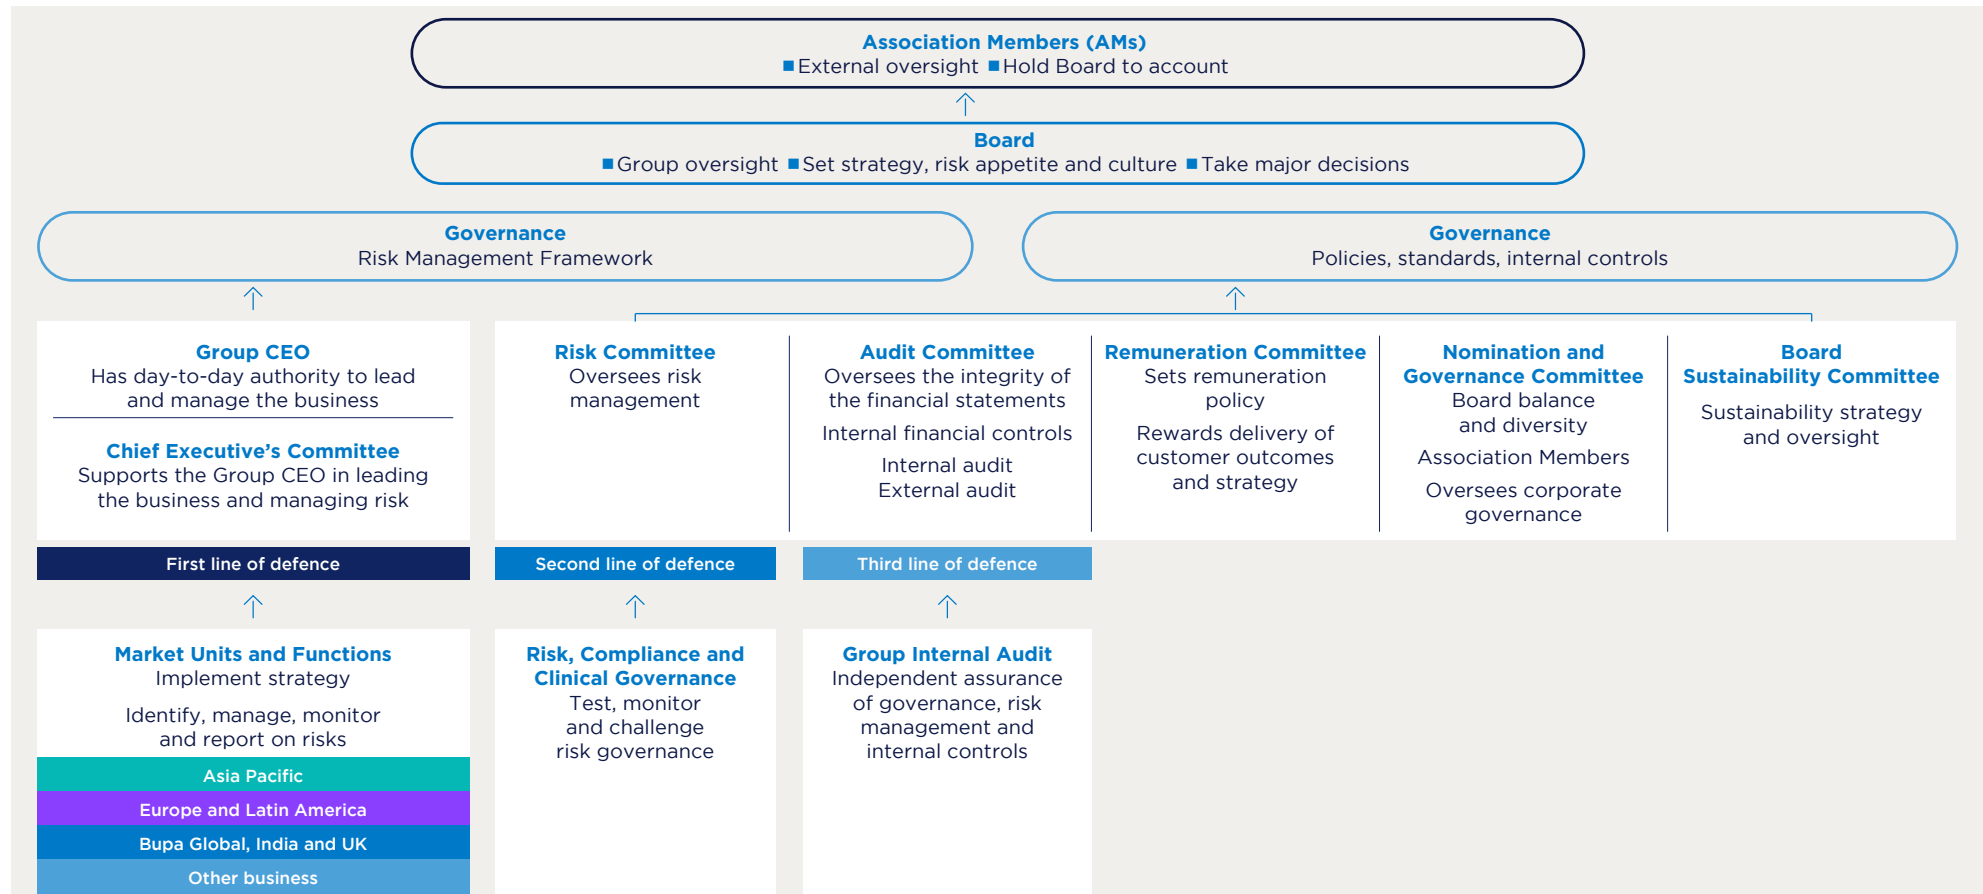 Association Members (AMs)
■ External oversight ■ Hold Board to account
Board
■ Group oversight ■ Set strategy, risk appetite and culture ■ Take major decisions
Governance
Risk Management Framework
Governance
Policies, standards, internal controls
Group CEO
Has day-to-day authority to lead
and manage the business
Chief Executive’s Committee
Supports the Group CEO in leading
the business and managing risk
Risk Committee
Oversees risk
management
Audit Committee
Oversees the integrity of
the financial statements
Internal financial controls
Internal audit
External audit
Remuneration Committee
Sets remuneration
policy
Rewards delivery of
customer outcomes
and strategy
Nomination and
Governance Committee
Board balance
and diversity
Association Members
Oversees corporate
governance
Board
Sustainability Committee
Sustainability strategy
and oversight
First line of defence
Second line of defence
Third line of defence
Market Units and Functions
Implement strategy
Identify, manage, monitor
and report on risks
Asia Pacific
Europe and Latin America
Bupa Global, India and UK
Other business
Risk, Compliance and
Clinical Governance
Test, monitor
and challenge
risk governance
Group Internal Audit
Independent assurance
of governance, risk
management and
internal controls